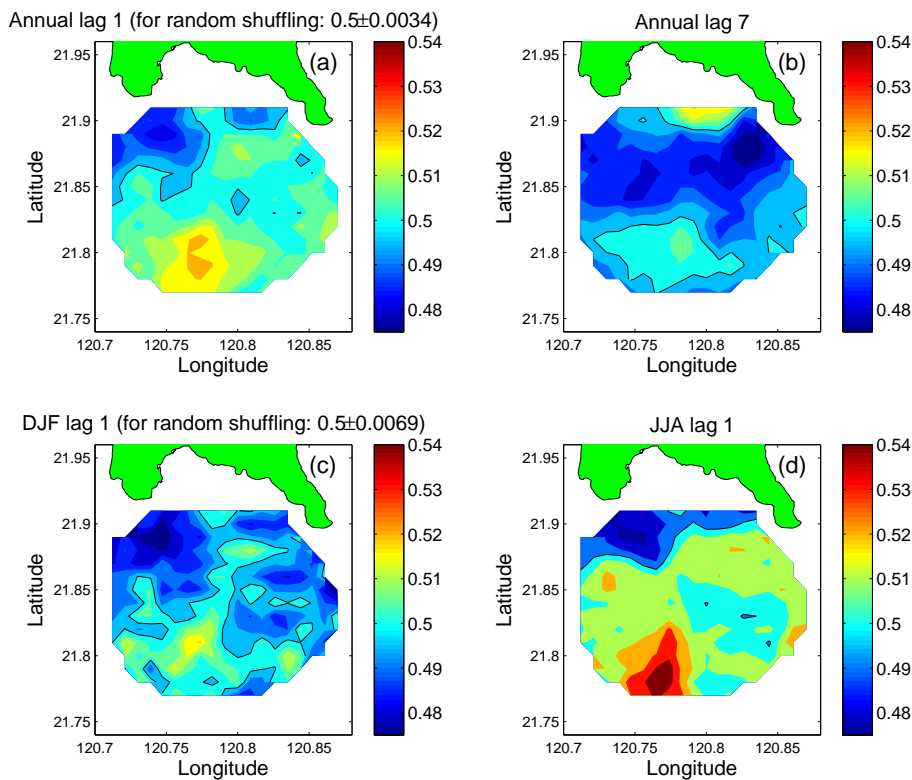 Annual lag 1 (for random shuffling: 0.5±0.0034)
(a)
21.95
21.9
21.85
21.8
21.75
Latitude
120.7 120.75 120.8 120.85
Longitude
0.54
0.53
0.52
0.51
0.5
0.49
0.48
Annual lag 7
(b)
21.95
21.9
21.85
21.8
21.75
Latitude
120.7 120.75 120.8 120.85
Longitude
0.54
0.53
0.52
0.51
0.5
0.49
0.48
DJF lag 1 (for random shuffling: 0.5±0.0069)
(c)
21.95
21.9
21.85
21.8
21.75
Latitude
120.7 120.75 120.8 120.85
Longitude
0.54
0.53
0.52
0.51
0.5
0.49
0.48
JJA lag 1
(d)
21.95
21.9
21.85
21.8
21.75
Latitude
120.7 120.75 120.8 120.85
Longitude
0.54
0.53
0.52
0.51
0.5
0.49
0.48